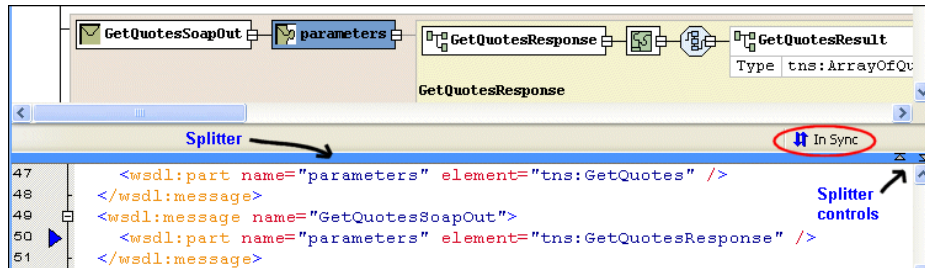 GetQuotesSoapOut parameters GetQuotesResponse GetQuotesResult
Type tns:ArrayOfQu
GetQuotesResponse
Splitter In Sync
47 <wsdl:part name="parameters" element="tns:GetQuotes" />
48 </wsdl:message>
49 <wsdl:message name="GetQuotesSoapOut">
50 <wsdl:part name="parameters" element="tns:GetQuotesResponse" />
51 </wsdl:message>
Splitter
controls